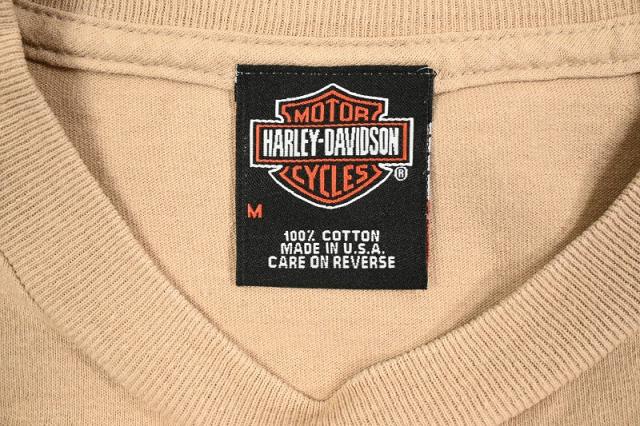 MOTOR
HARLEY-DAVIDSON
CYCLES ®
M
100% COTTON
MADE IN U.S.A.
CARE ON REVERSE